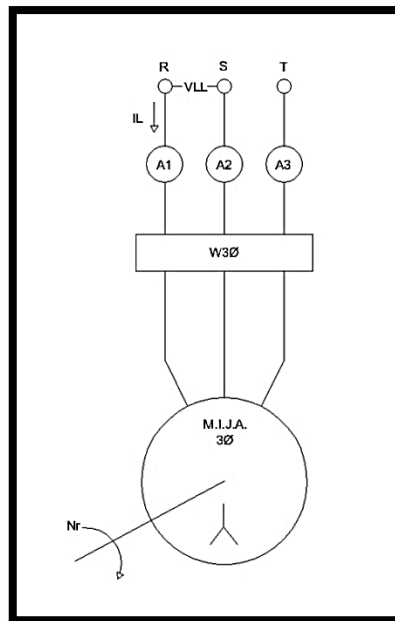 R S T
VLL
IL
A1 A2 A3
W3Ø
M.I.J.A.
3Ø
Nr